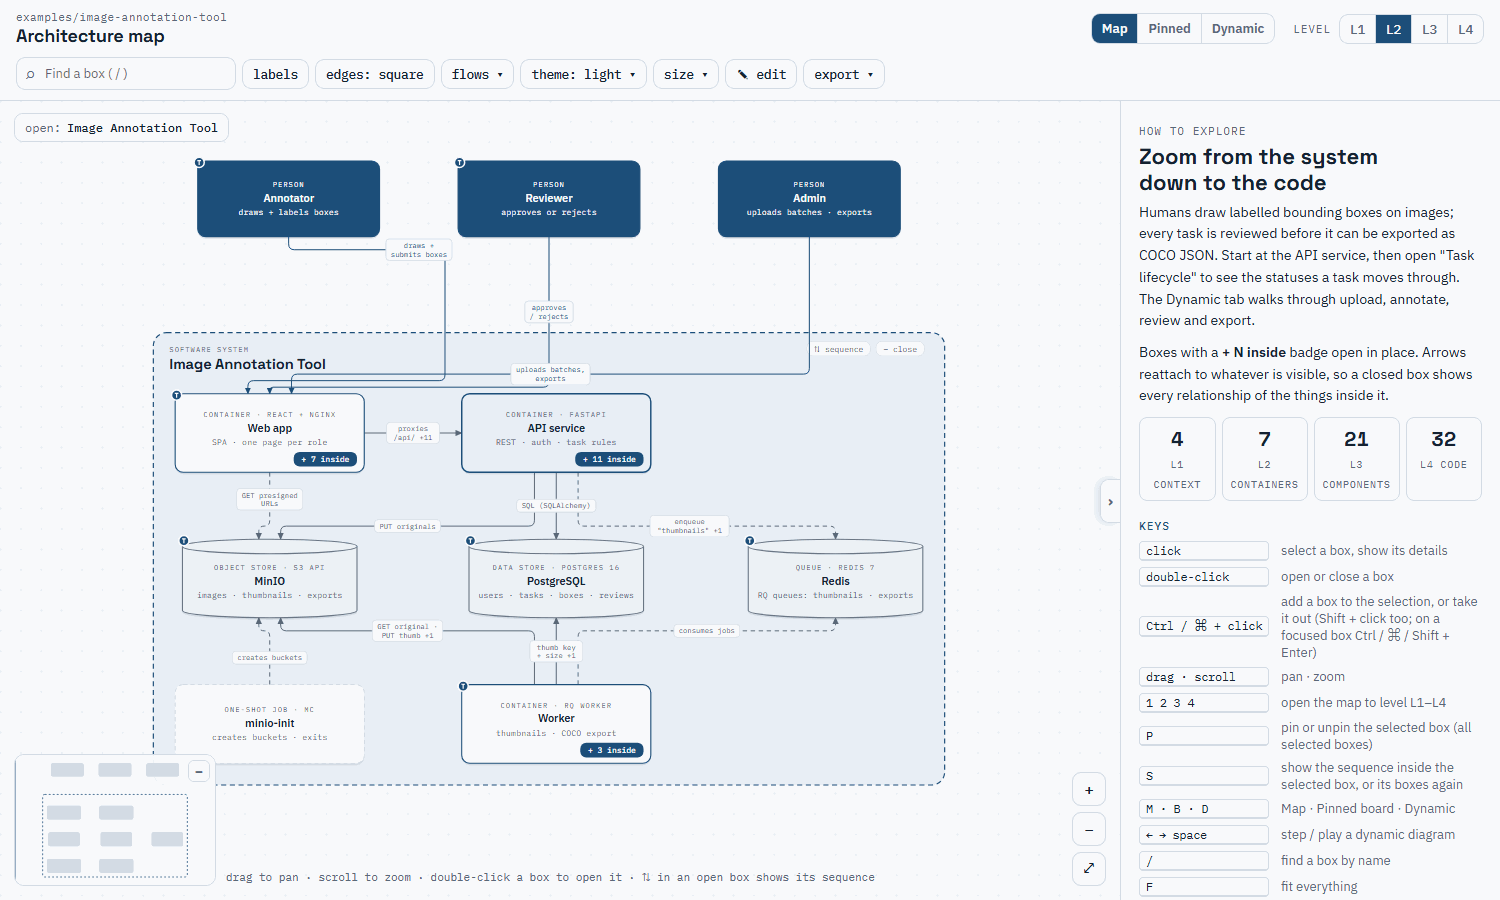 examples/image-annotation-tool
Architecture map
Map
Pinned
Dynamic
LEVEL
L1
L2
L3
L4
Find a box (/)
labels
edges: square
flows ▾
theme: light ▾
size ▾
✎ edit
export ▾
open: Image Annotation Tool
T
PERSON
Annotator
draws + labels boxes
T
PERSON
Reviewer
approves or rejects
PERSON
Admin
uploads batches · exports
draws +
submits boxes
approves
/ rejects
SOFTWARE SYSTEM
Image Annotation Tool
⇅ sequence
− close
uploads batches,
exports
T
CONTAINER · REACT + NGINX
Web app
SPA · one page per role
+ 7 inside
proxies
/api/ +11
CONTAINER · FASTAPI
API service
REST · auth · task rules
+ 11 inside
GET presigned
URLs
SQL (SQLAlchemy)
PUT originals
enqueue
"thumbnails" +1
T
OBJECT STORE · S3 API
MinIO
images · thumbnails · exports
T
DATA STORE · POSTGRES 16
PostgreSQL
users · tasks · boxes · reviews
T
QUEUE · REDIS 7
Redis
RQ queues: thumbnails · exports
GET original ·
PUT thumb +1
consumes jobs
thumb key
+ size +1
creates buckets
ONE-SHOT JOB · MC
minio-init
creates buckets · exits
T
CONTAINER · RQ WORKER
Worker
thumbnails · COCO export
+ 3 inside
−
+
−
⤢
›
drag to pan · scroll to zoom · double-click a box to open it · ⇅ in an open box shows its sequence
HOW TO EXPLORE
Zoom from the system
down to the code
Humans draw labelled bounding boxes on images;
every task is reviewed before it can be exported as
COCO JSON. Start at the API service, then open "Task
lifecycle" to see the statuses a task moves through.
The Dynamic tab walks through upload, annotate,
review and export.
Boxes with a + N inside badge open in place. Arrows
reattach to whatever is visible, so a closed box shows
every relationship of the things inside it.
4
L1
CONTEXT
7
L2
CONTAINERS
21
L3
COMPONENTS
32
L4 CODE
KEYS
click
select a box, show its details
double-click
open or close a box
Ctrl / ⌘ + click
add a box to the selection, or take
it out (Shift + click too; on a
focused box Ctrl / ⌘ / Shift +
Enter)
drag · scroll
pan · zoom
1 2 3 4
open the map to level L1–L4
P
pin or unpin the selected box (all
selected boxes)
S
show the sequence inside the
selected box, or its boxes again
M · B · D
Map · Pinned board · Dynamic
← → space
step / play a dynamic diagram
/
find a box by name
F
fit everything